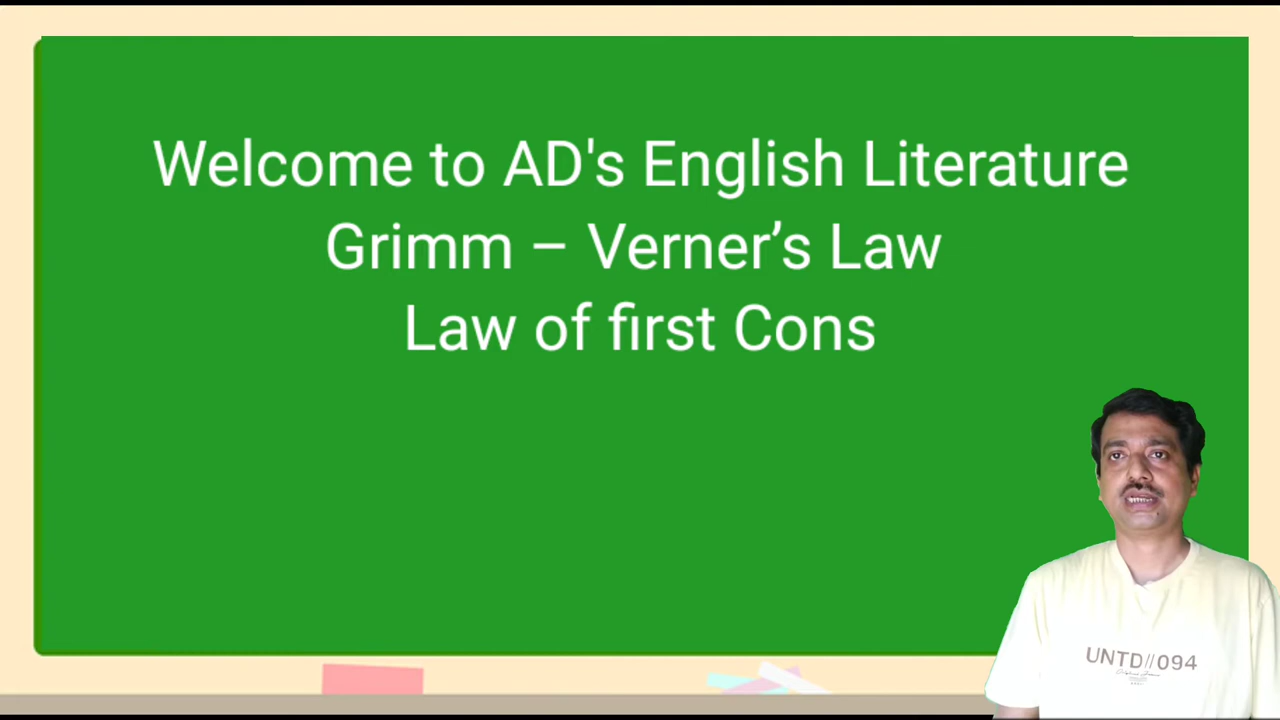 Welcome to AD's English Literature
Grimm – Verner’s Law
Law of first Cons
UNTD//094